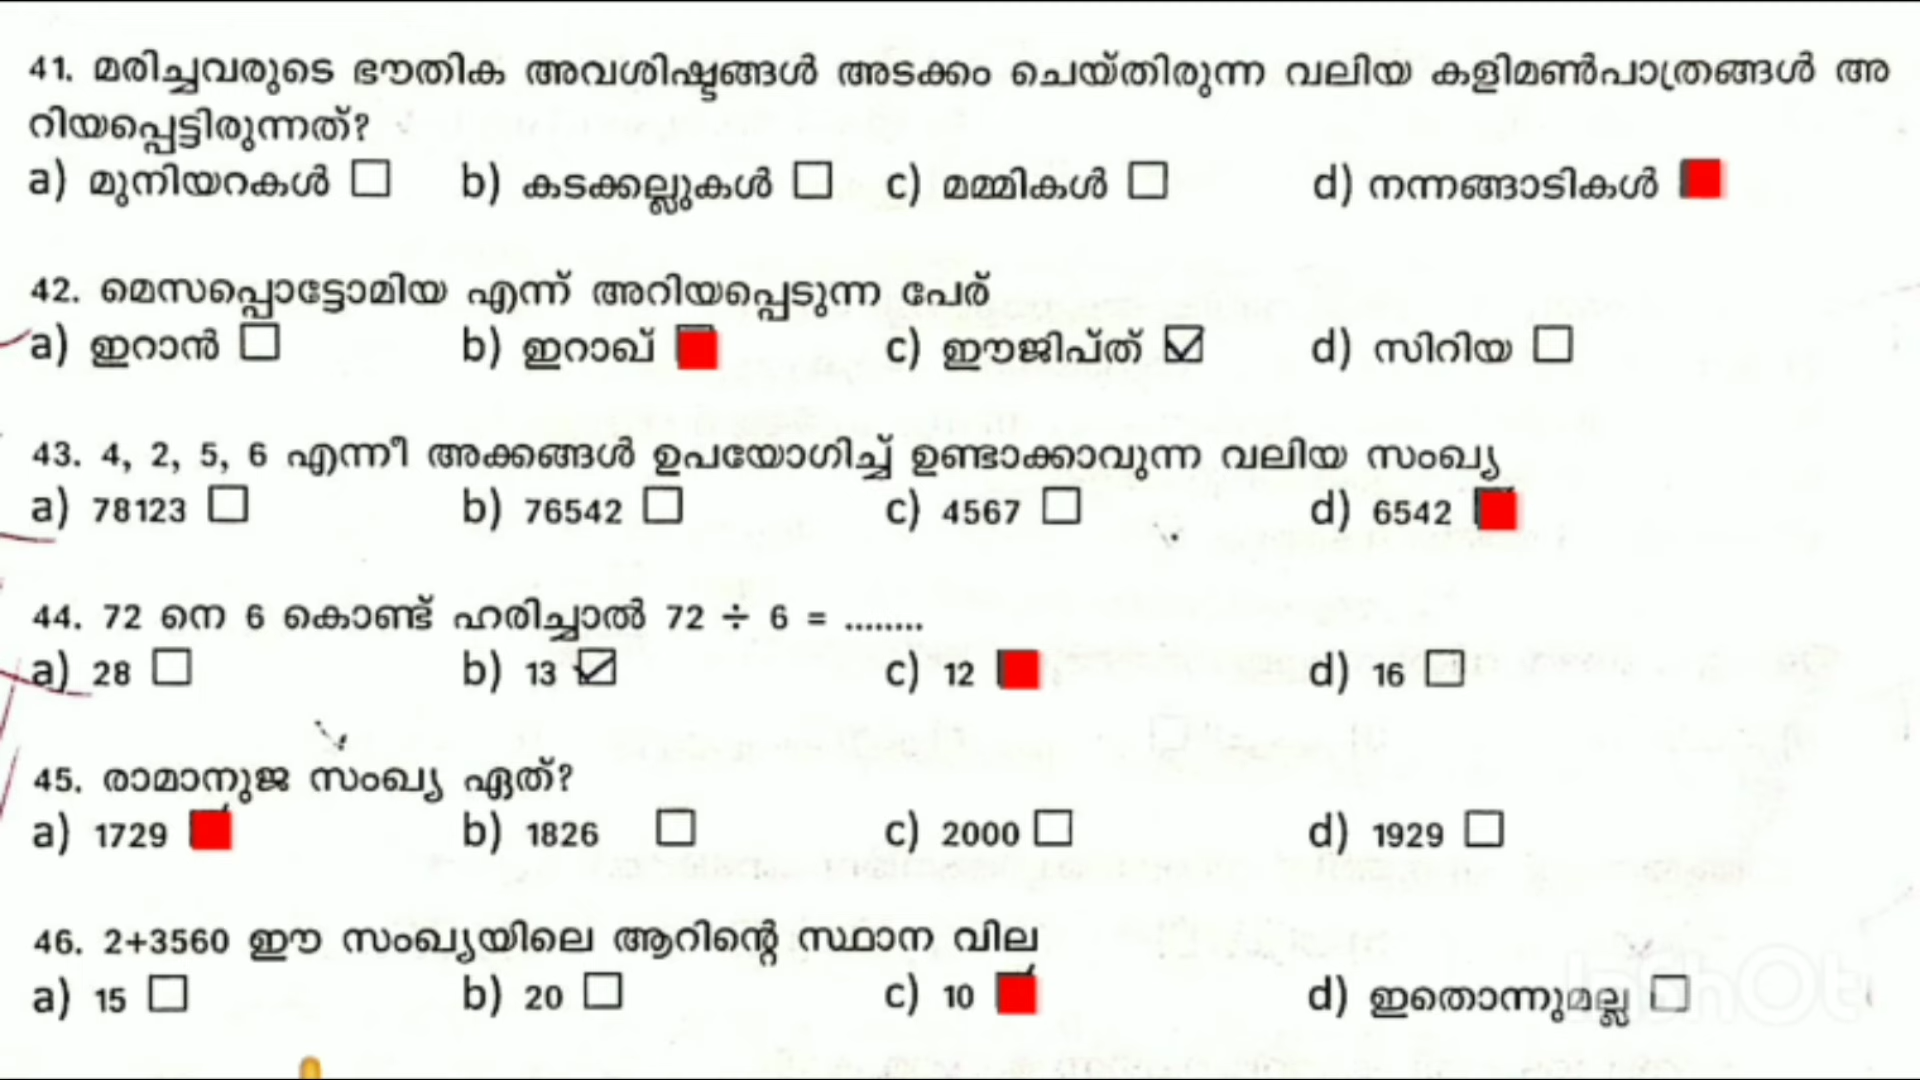 41. മരിച്ചവരുടെ ഭൗതിക അവശിഷ്ടങ്ങൾ അടക്കം ചെയ്തിരുന്ന വലിയ കളിമൺപാത്രങ്ങൾ അ
റിയപ്പെട്ടിരുന്നത്?
a) മുനിയറകൾ b) കടക്കല്ലുകൾ c) മമ്മികൾ d) നന്നങ്ങാടികൾ
42. മെസപ്പൊട്ടോമിയ എന്ന് അറിയപ്പെടുന്ന പേര്
a) ഇറാൻ b) ഇറാഖ് c) ഈജിപ്ത് d) സിറിയ
43. 4, 2, 5, 6 എന്നീ അക്കങ്ങൾ ഉപയോഗിച്ച് ഉണ്ടാക്കാവുന്ന വലിയ സംഖ്യ
a) 78123 b) 76542 c) 4567 d) 6542
44. 72 നെ 6 കൊണ്ട് ഹരിച്ചാൽ 72 ÷ 6 = ........
a) 28 b) 13 c) 12 d) 16
45. രാമാനുജ സംഖ്യ ഏത്?
a) 1729 b) 1826 c) 2000 d) 1929
46. 2+3560 ഈ സംഖ്യയിലെ ആറിന്റെ സ്ഥാന വില
a) 15 b) 20 c) 10 d) ഇതൊന്നുമല്ല
InShOt